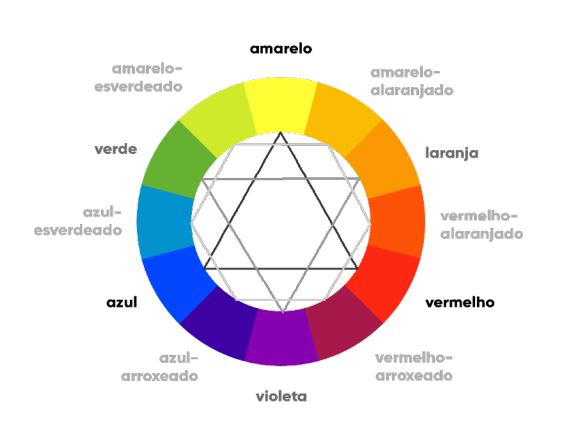 amarelo
amarelo-
esverdeado
amarelo-
alaranjado
verde
laranja
azul-
esverdeado
vermelho-
alaranjado
azul
vermelho
azul-
arroxeado
vermelho-
arroxeado
violeta